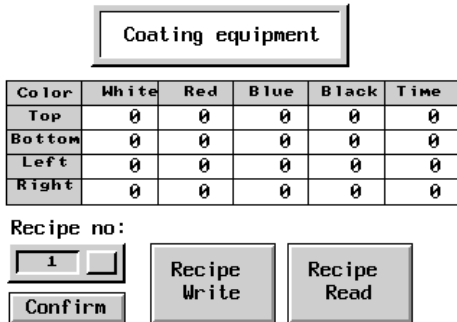 Coating equipment
Color White Red Blue Black Time
Top 0 0 0 0 0
Bottom 0 0 0 0 0
Left 0 0 0 0 0
Right 0 0 0 0 0
Recipe no:
1
Confirm
Recipe Write
Recipe Read